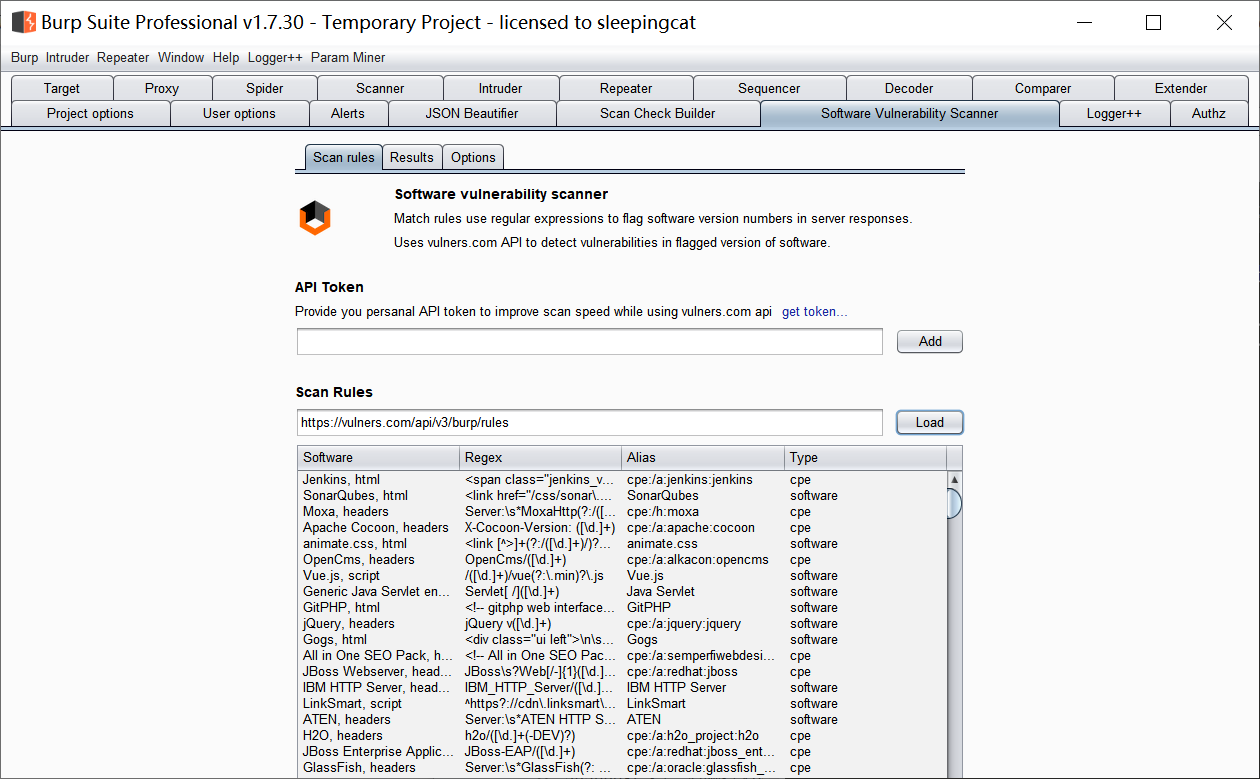 Burp Suite Professional v1.7.30 - Temporary Project - licensed to sleepingcat
Burp Intruder Repeater Window Help Logger++ Param Miner
Target Proxy Spider Scanner Intruder Repeater Sequencer Decoder Comparer Extender
Project options User options Alerts JSON Beautifier Scan Check Builder Software Vulnerability Scanner Logger++ Authz
Scan rules Results Options
Software vulnerability scanner
Match rules use regular expressions to flag software version numbers in server responses.
Uses vulners.com API to detect vulnerabilities in flagged version of software.
API Token
Provide you persanal API token to improve scan speed while using vulners.com api get token...
Add
Scan Rules
https://vulners.com/api/v3/burp/rules Load
Software Regex Alias Type
Jenkins, html <span class="jenkins_v... cpe:/a:jenkins:jenkins cpe
SonarQubes, html <link href="/css/sonar\.... SonarQubes software
Moxa, headers Server:\s*MoxaHttp(?:/([... cpe:/h:moxa cpe
Apache Cocoon, headers X-Cocoon-Version: ([\d.]+) cpe:/a:apache:cocoon cpe
animate.css, html <link [^>]+(?:/([\d.]+)/)?... animate.css software
OpenCms, headers OpenCms/([\d.]+) cpe:/a:alkacon:opencms cpe
Vue.js, script /([\d.]+)/vue(?:\.min)?\.js Vue.js software
Generic Java Servlet en... Servlet[ /]([\d.]+) Java Servlet software
GitPHP, html <!-- gitphp web interface... GitPHP software
jQuery, headers jQuery v([\d.]+) cpe:/a:jquery:jquery software
Gogs, html <div class="ui left">\n\s... Gogs software
All in One SEO Pack, h... <!-- All in One SEO Pac... cpe:/a:semperfiwebdesi... cpe
JBoss Webserver, head... JBoss\s?Web[/-]{1}([\d.]... cpe:/a:redhat:jboss cpe
IBM HTTP Server, head... IBM_HTTP_Server/([\d.]... IBM HTTP Server software
LinkSmart, script ^https?://cdn\.linksmart\... LinkSmart software
ATEN, headers Server:\s*ATEN HTTP S... ATEN software
H2O, headers h2o/([\d.]+(-DEV)?) cpe:/a:h2o_project:h2o cpe
JBoss Enterprise Applic... JBoss-EAP/([\d.]+) cpe:/a:redhat:jboss_ent... cpe
GlassFish, headers Server:\s*GlassFish(?: ... cpe:/a:oracle:glassfish_... cpe